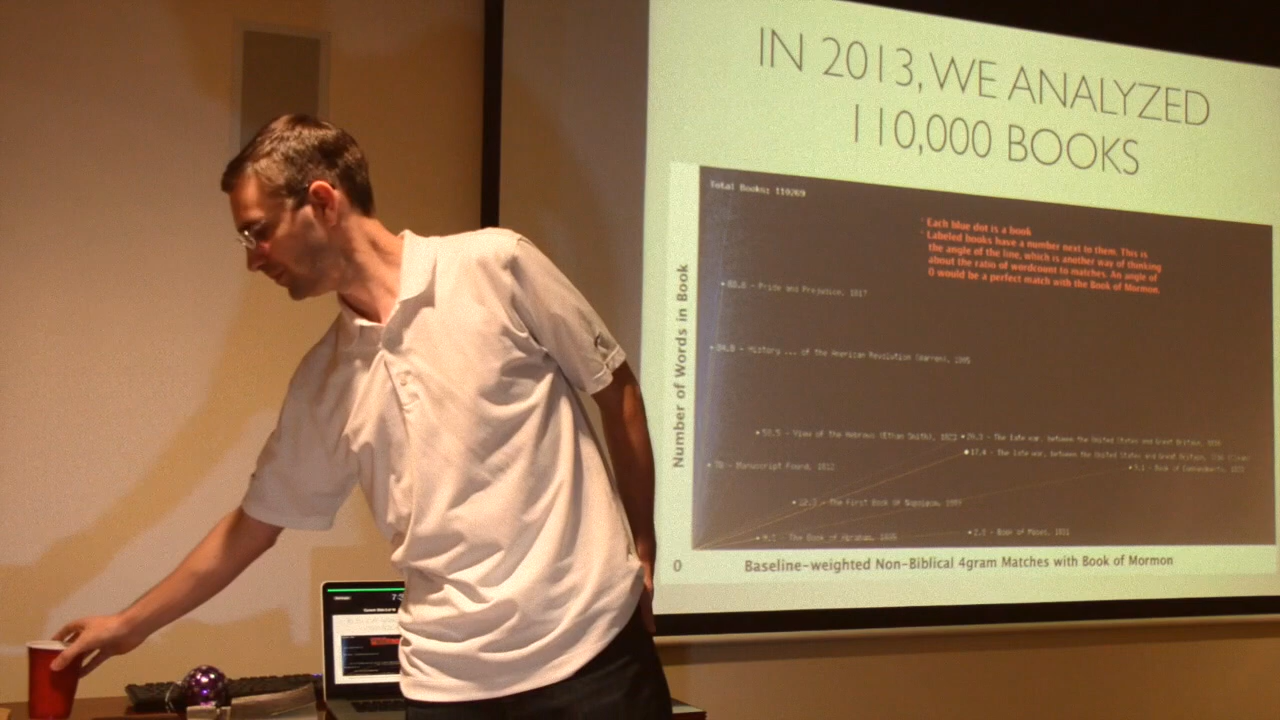 IN 2013, WE ANALYZED
110,000 BOOKS
Total Books: 110269
* Each blue dot is a book
* Labeled books have a number next to them. This is
the angle of the line, which is another way of thinking
about the ratio of wordcount to matches. An angle of
0 would be a perfect match with the Book of Mormon.
Number of Words in Book
- Pride and Prejudice, 1817
- History ... of the American Revolution (Warren), 1805
52.5 - View of the Hebrews (Ethan Smith), 1823
- The late war, between the United States and Great Britain,
17.4 - The late war, between the United States and Great Britain,
- Manuscript Found, 1812
- Book of Commandments,
- The First Book of Napoleon,
- The Book of Abraham,
- Book of Moses,
0
Baseline-weighted Non-Biblical 4gram Matches with Book of Mormon